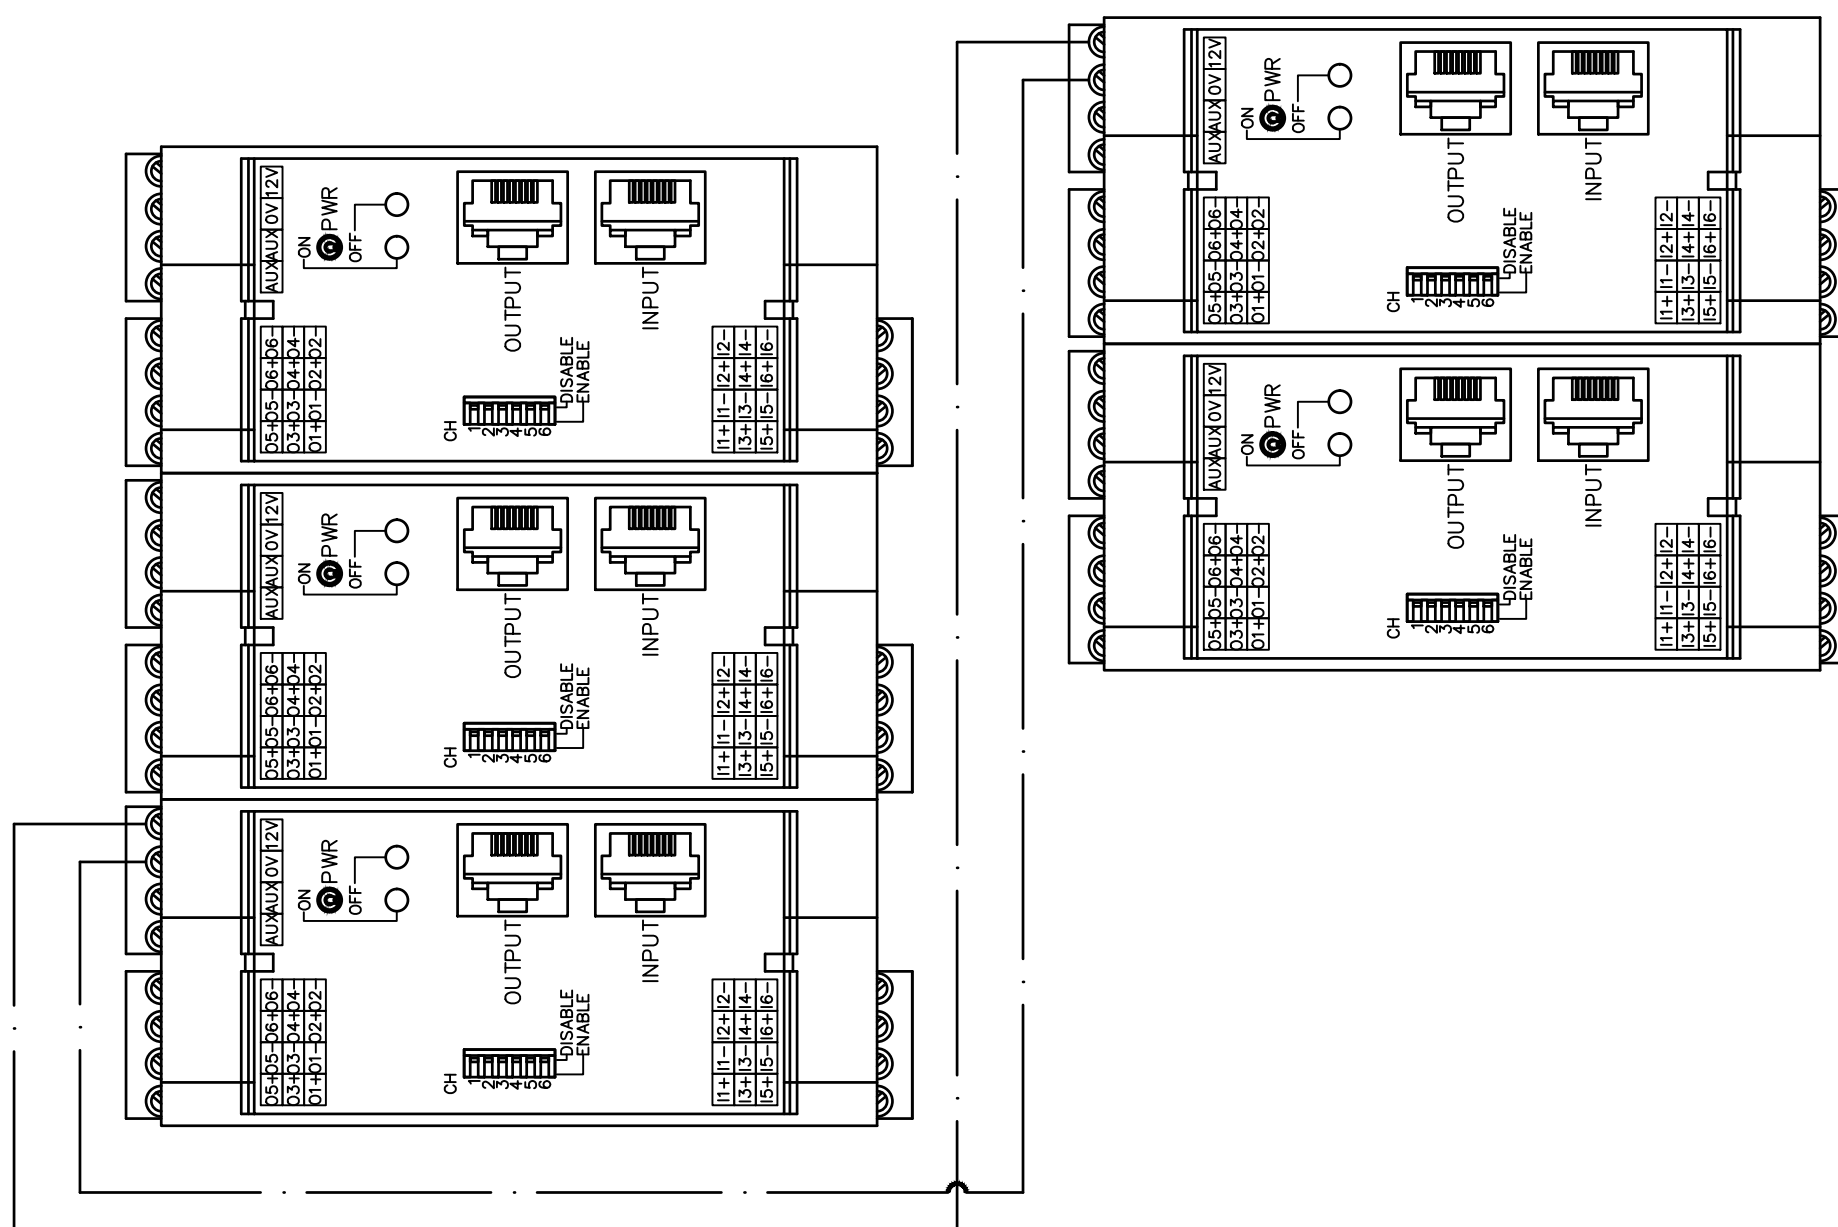 AUX AUX 0V 12V
PWR
ON
OFF
OUTPUT
INPUT
O5+ O5- O6+ O6-
O3+ O3- O4+ O4-
O1+ O1- O2+ O2-
CH
1
2
3
4
5
6
DISABLE
ENABLE
I1+ I1- I2+ I2-
I3+ I3- I4+ I4-
I5+ I5- I6+ I6-
AUX AUX 0V 12V
PWR
ON
OFF
OUTPUT
INPUT
O5+ O5- O6+ O6-
O3+ O3- O4+ O4-
O1+ O1- O2+ O2-
CH
1
2
3
4
5
6
DISABLE
ENABLE
I1+ I1- I2+ I2-
I3+ I3- I4+ I4-
I5+ I5- I6+ I6-
AUX AUX 0V 12V
PWR
ON
OFF
OUTPUT
INPUT
O5+ O5- O6+ O6-
O3+ O3- O4+ O4-
O1+ O1- O2+ O2-
CH
1
2
3
4
5
6
DISABLE
ENABLE
I1+ I1- I2+ I2-
I3+ I3- I4+ I4-
I5+ I5- I6+ I6-
AUX AUX 0V 12V
PWR
ON
OFF
OUTPUT
INPUT
O5+ O5- O6+ O6-
O3+ O3- O4+ O4-
O1+ O1- O2+ O2-
CH
1
2
3
4
5
6
DISABLE
ENABLE
I1+ I1- I2+ I2-
I3+ I3- I4+ I4-
I5+ I5- I6+ I6-
AUX AUX 0V 12V
PWR
ON
OFF
OUTPUT
INPUT
O5+ O5- O6+ O6-
O3+ O3- O4+ O4-
O1+ O1- O2+ O2-
CH
1
2
3
4
5
6
DISABLE
ENABLE
I1+ I1- I2+ I2-
I3+ I3- I4+ I4-
I5+ I5- I6+ I6-